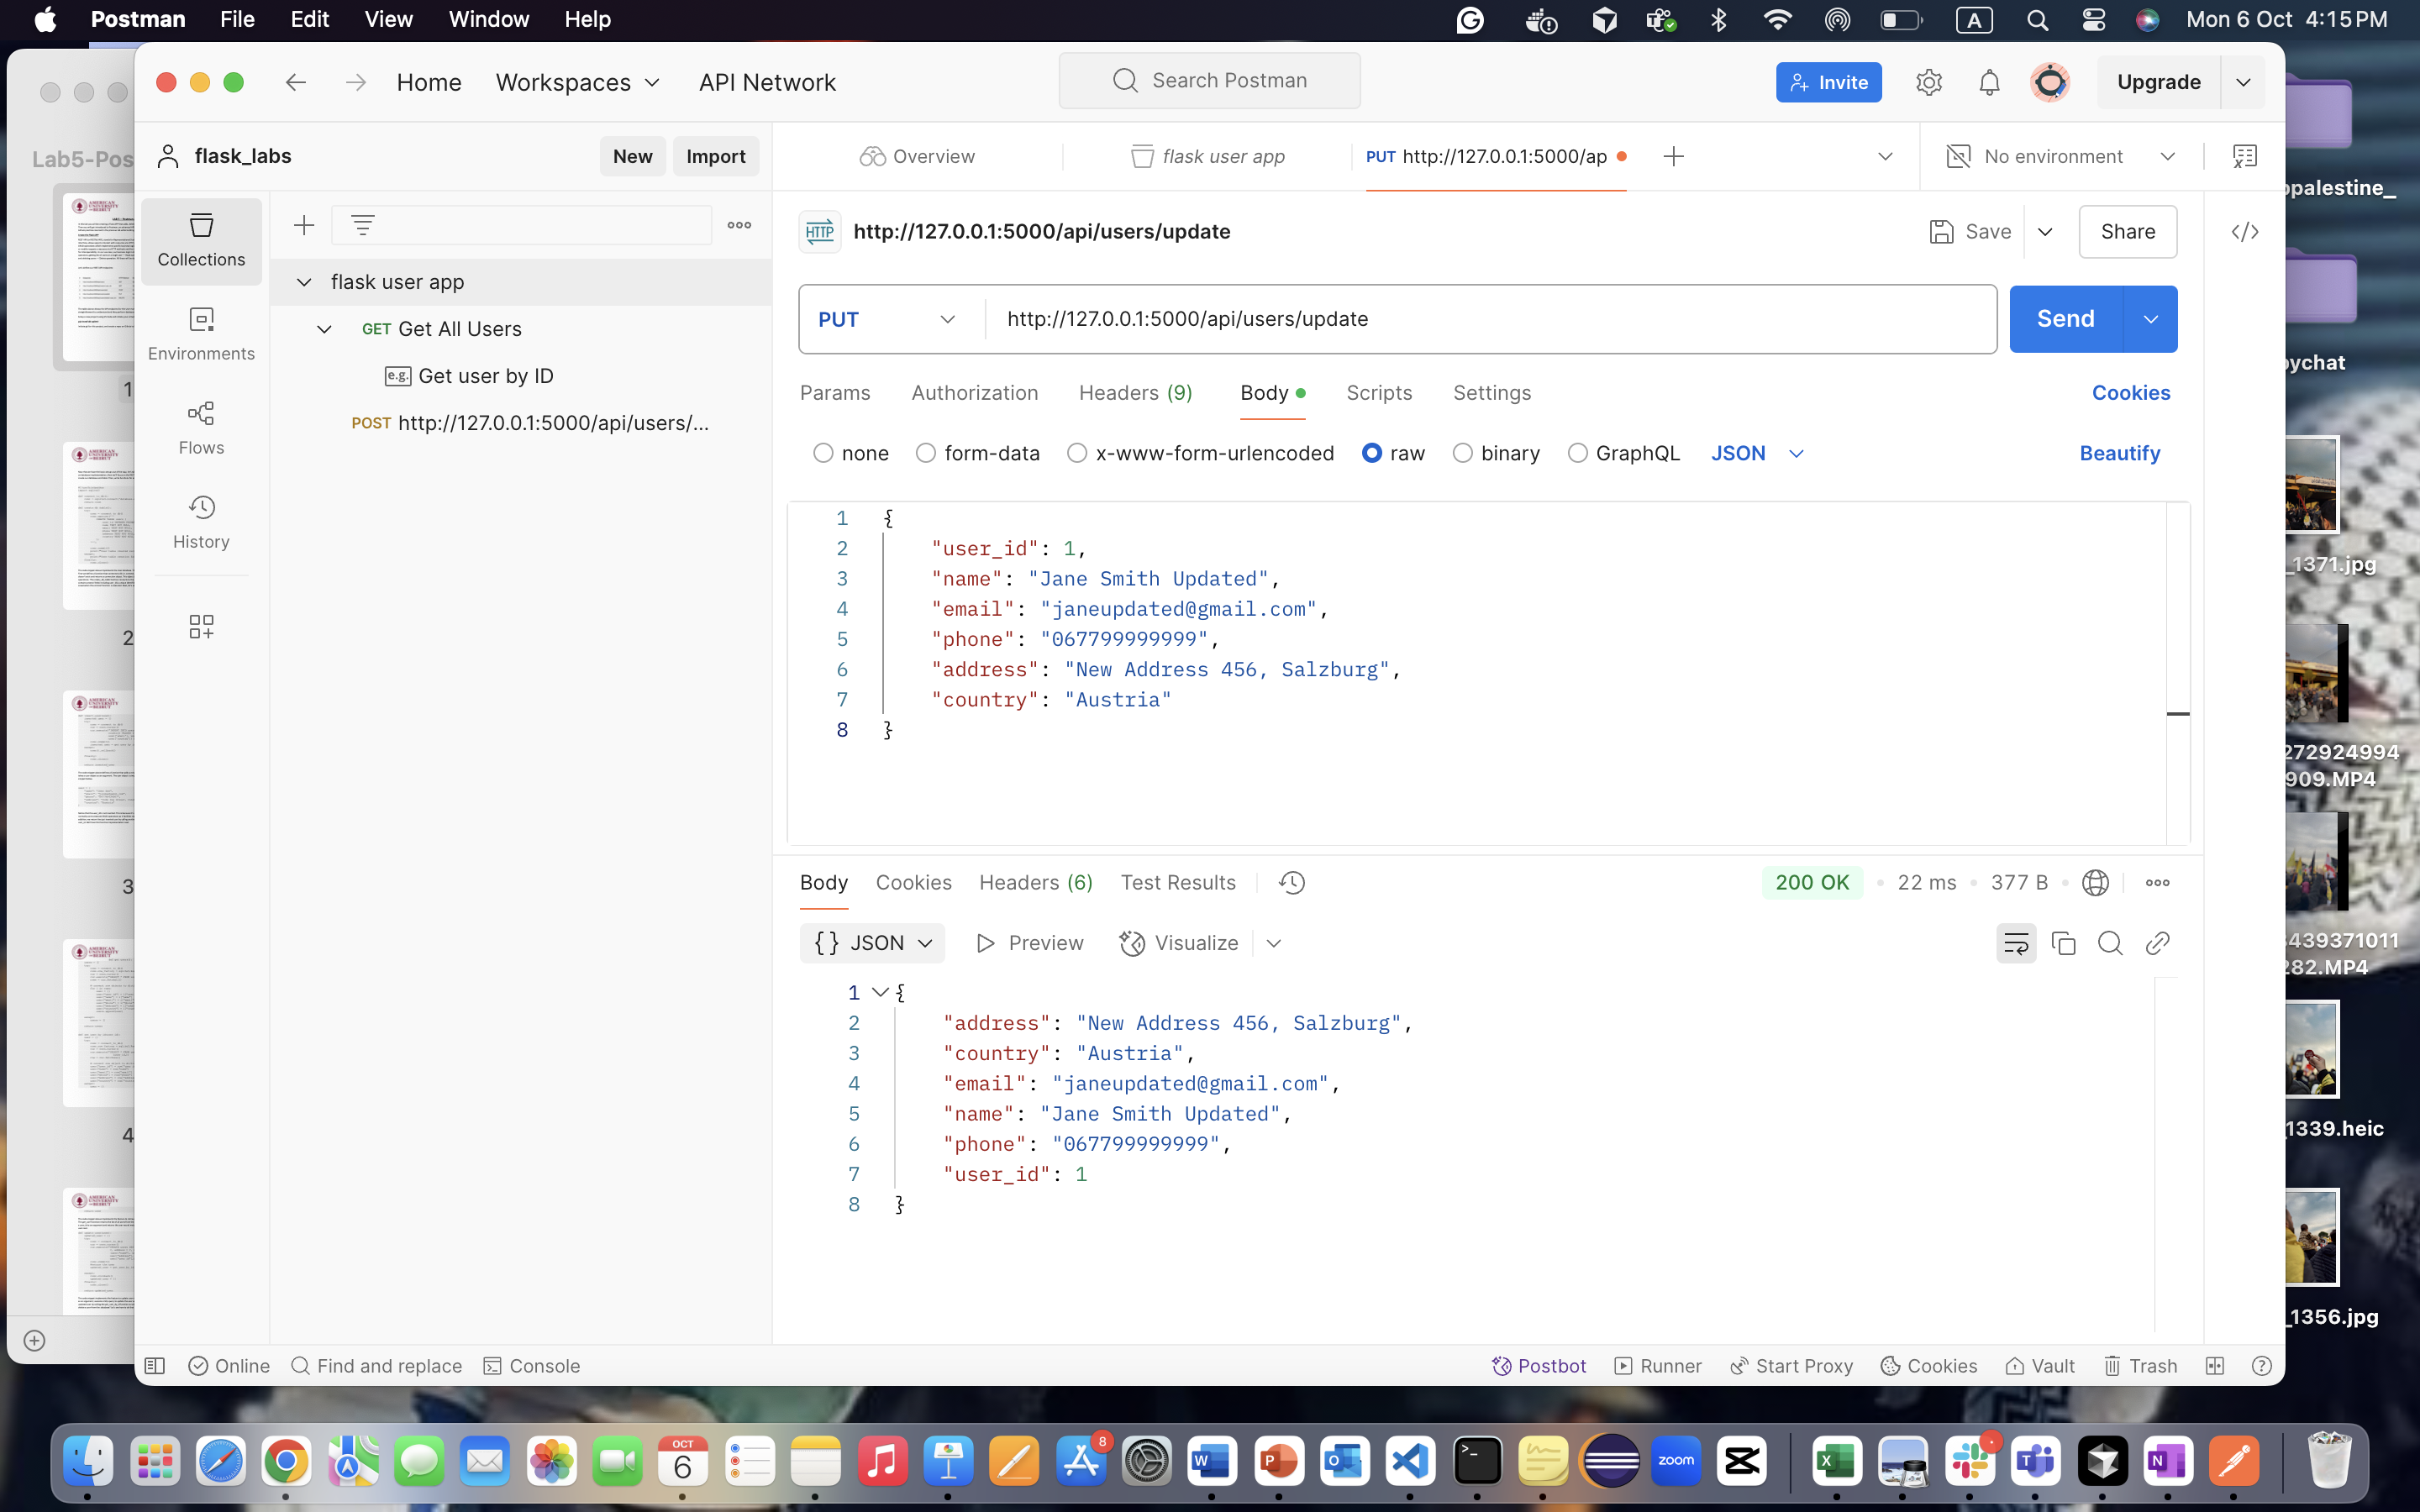 Postman File Edit View Window Help
A Mon 6 Oct 4:15 PM
Home Workspaces API Network
Search Postman
Invite
Upgrade
Lab5-Pos
flask_labs
New Import
Overview
flask user app
PUT http://127.0.0.1:5000/ap
No environment
Collections
Environments
Flows
History
flask user app
GET Get All Users
e.g. Get user by ID
POST http://127.0.0.1:5000/api/users/...
HTTP http://127.0.0.1:5000/api/users/update
Save
Share
PUT
http://127.0.0.1:5000/api/users/update
Send
Params Authorization Headers (9) Body Scripts Settings
Cookies
none form-data x-www-form-urlencoded raw binary GraphQL JSON
Beautify
1 {
2 "user_id": 1,
3 "name": "Jane Smith Updated",
4 "email": "janeupdated@gmail.com",
5 "phone": "067799999999",
6 "address": "New Address 456, Salzburg",
7 "country": "Austria"
8 }
Body Cookies Headers (6) Test Results
200 OK 22 ms 377 B
{} JSON Preview Visualize
1 {
2 "address": "New Address 456, Salzburg",
3 "country": "Austria",
4 "email": "janeupdated@gmail.com",
5 "name": "Jane Smith Updated",
6 "phone": "067799999999",
7 "user_id": 1
8 }
Online Find and replace Console
Postbot Runner Start Proxy Cookies Vault Trash
AMERICAN
UNIVERSITY
OF BEIRUT
1
2
3
4
palestine_
ychat
_1371.jpg
272924994
909.MP4
439371011
282.MP4
1339.heic
_1356.jpg
OCT
6
8
zoom